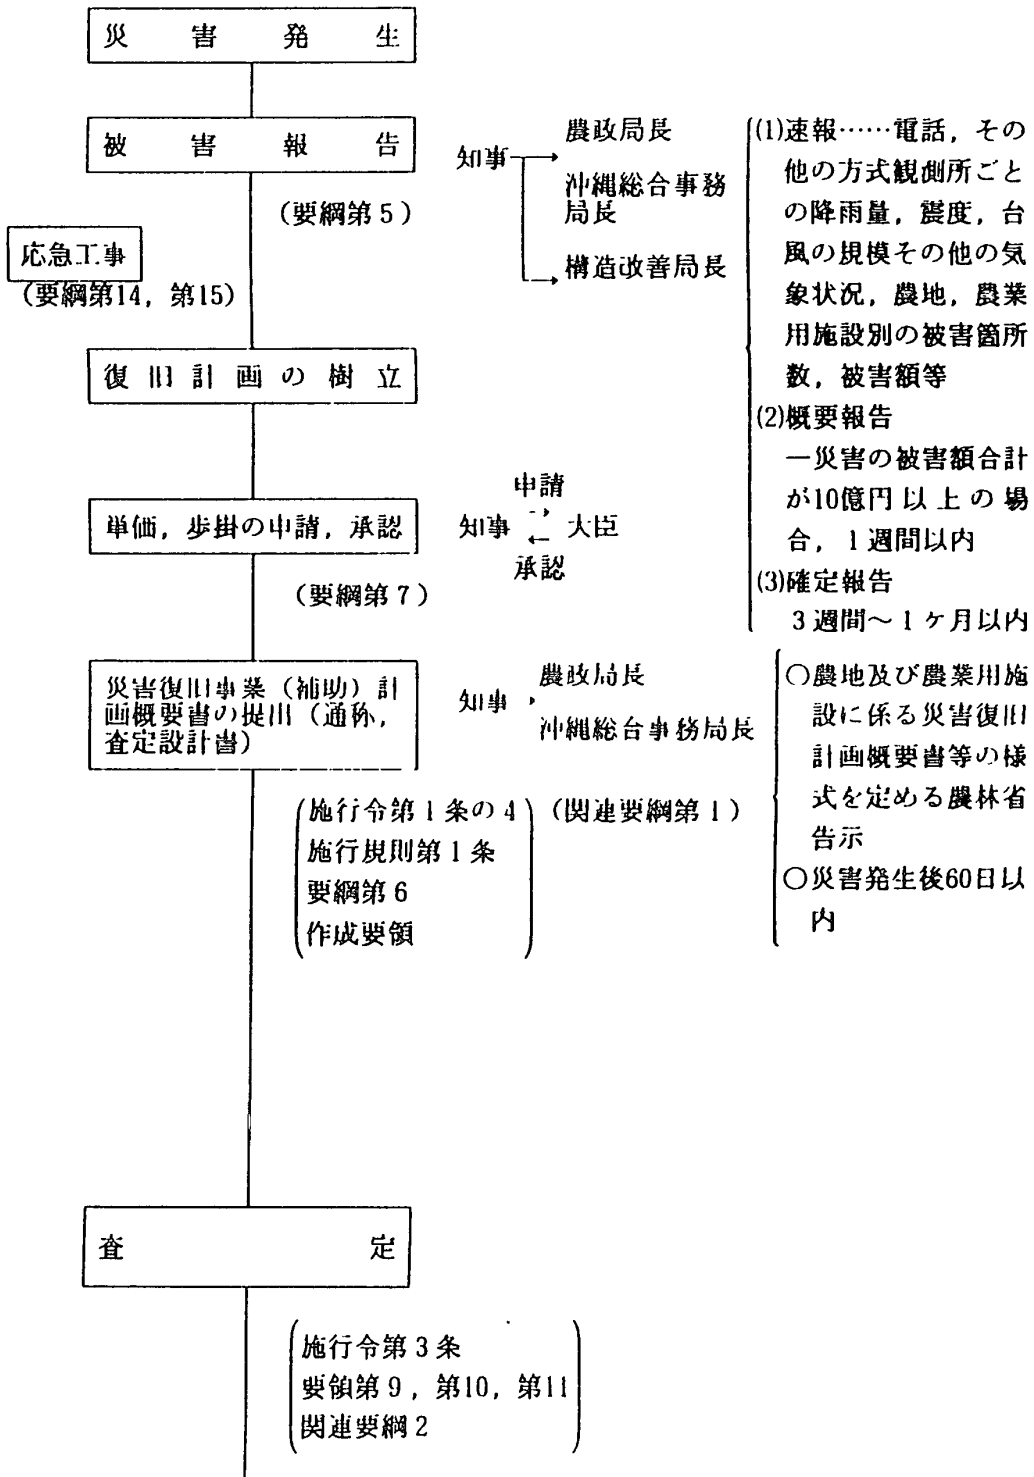 災害発生
被害報告
(要綱第5)
知事
農政局長
沖縄総合事務
局長
構造改善局長
(1)速報……電話，その
他の方式観測所ごと
の降雨量，震度，台
風の規模その他の気
象状況，農地，農業
用施設別の被害箇所
数，被害額等
(2)概要報告
一災害の被害額合計
が10億円以上の場
合，1週間以内
(3)確定報告
3週間～1ヶ月以内
応急工事
(要綱第14，第15)
復旧計画の樹立
単価，歩掛の申請，承認
(要綱第7)
知事
申請
→
←
承認
大臣
災害復旧事業（補助）計
画概要書の提出（通称，
査定設計書）
知事
農政局長
沖縄総合事務局長
○農地及び農業用施
設に係る災害復旧
計画概要書等の様
式を定める農林省
告示
○災害発生後60日以
内
施行令第1条の4
施行規則第1条
要綱第6
作成要領
(関連要綱第1)
査定
施行令第3条
要領第9，第10，第11
関連要綱2